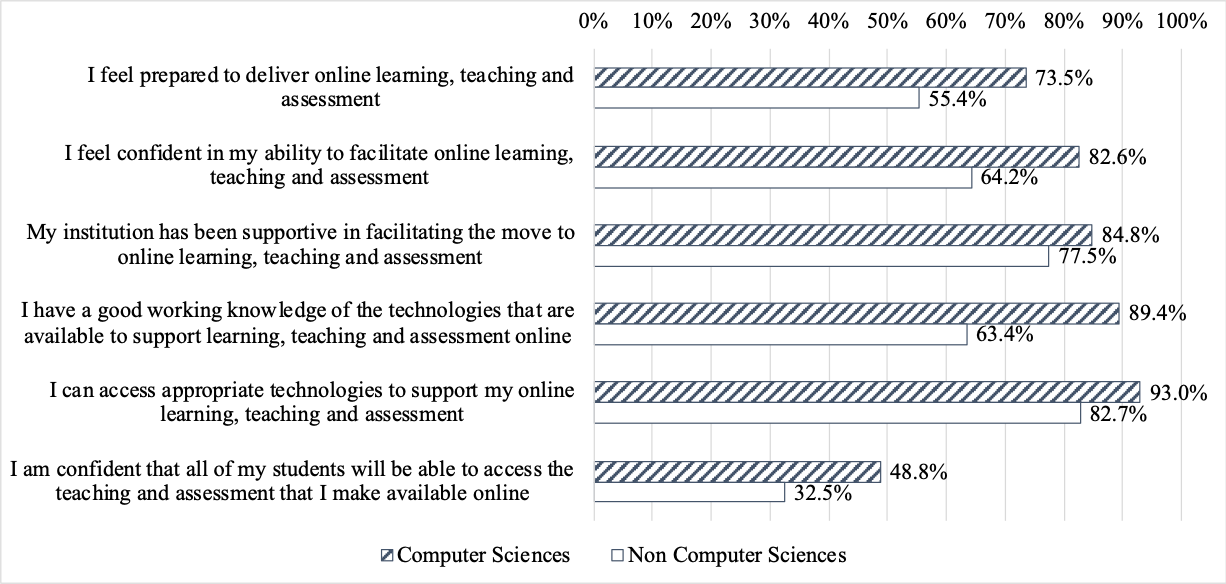 0% 10% 20% 30% 40% 50% 60% 70% 80% 90% 100%
I feel prepared to deliver online learning, teaching and
assessment
73.5%
55.4%
I feel confident in my ability to facilitate online learning,
teaching and assessment
82.6%
64.2%
My institution has been supportive in facilitating the move to
online learning, teaching and assessment
84.8%
77.5%
I have a good working knowledge of the technologies that are
available to support learning, teaching and assessment online
89.4%
63.4%
I can access appropriate technologies to support my online
learning, teaching and assessment
93.0%
82.7%
I am confident that all of my students will be able to access the
teaching and assessment that I make available online
48.8%
32.5%
Computer Sciences Non Computer Sciences